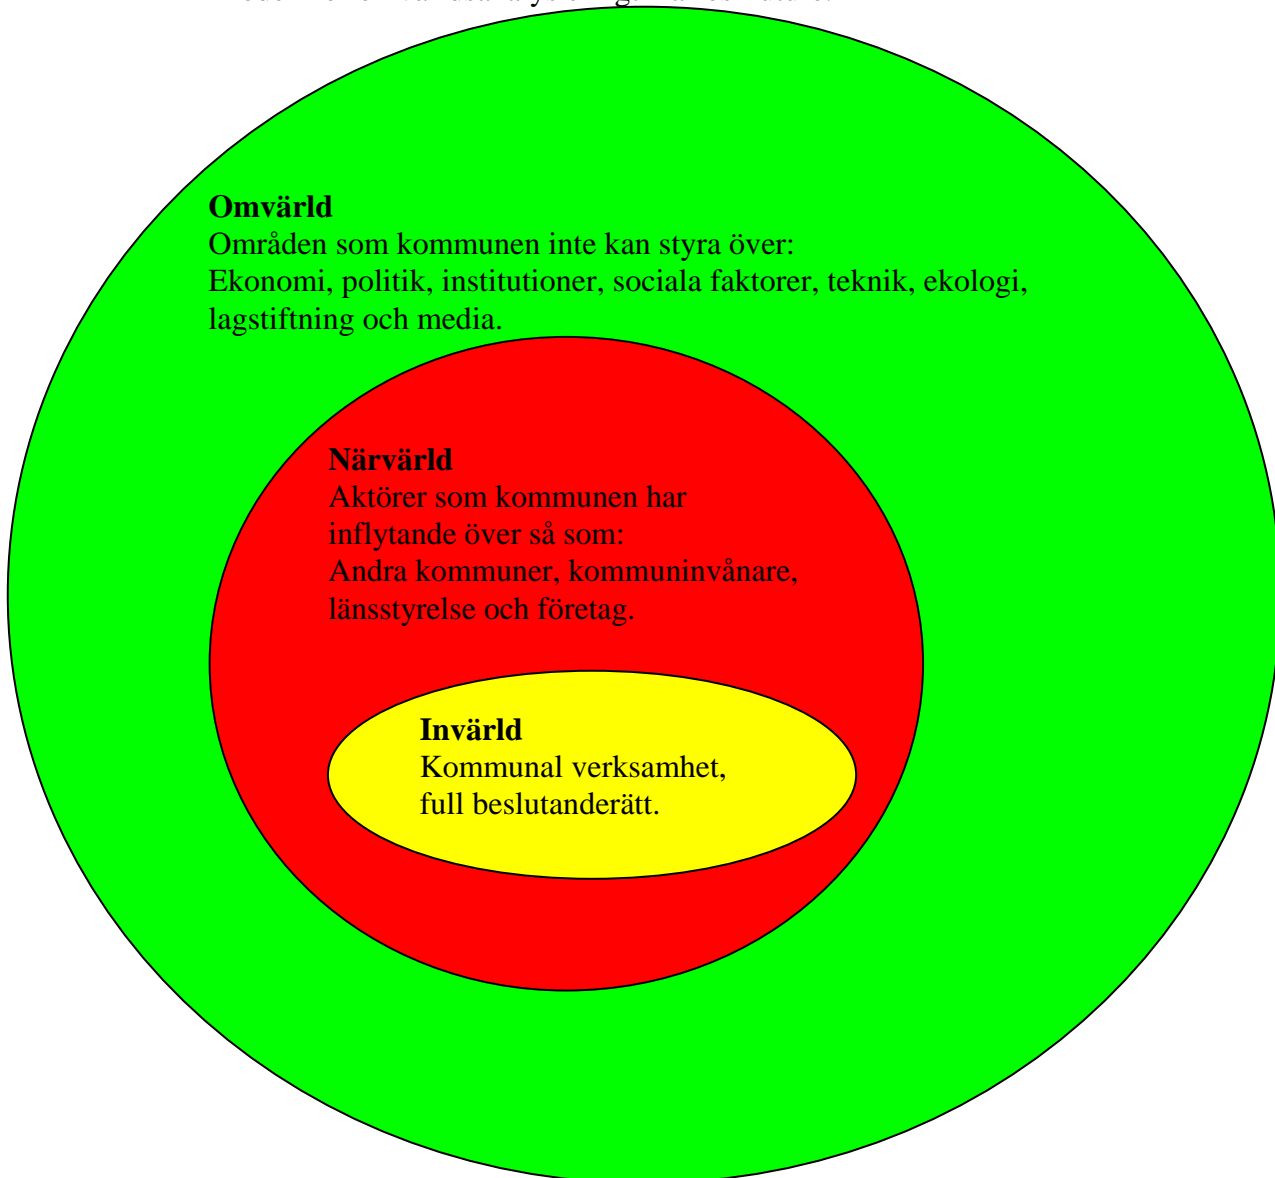 Omvärld
Områden som kommunen inte kan styra över:
Ekonomi, politik, institutioner, sociala faktorer, teknik, ekologi,
lagstiftning och media.
Närvärld
Aktörer som kommunen har
inflytande över så som:
Andra kommuner, kommuninvånare,
länsstyrelse och företag.
Invärld
Kommunal verksamhet,
full beslutanderätt.